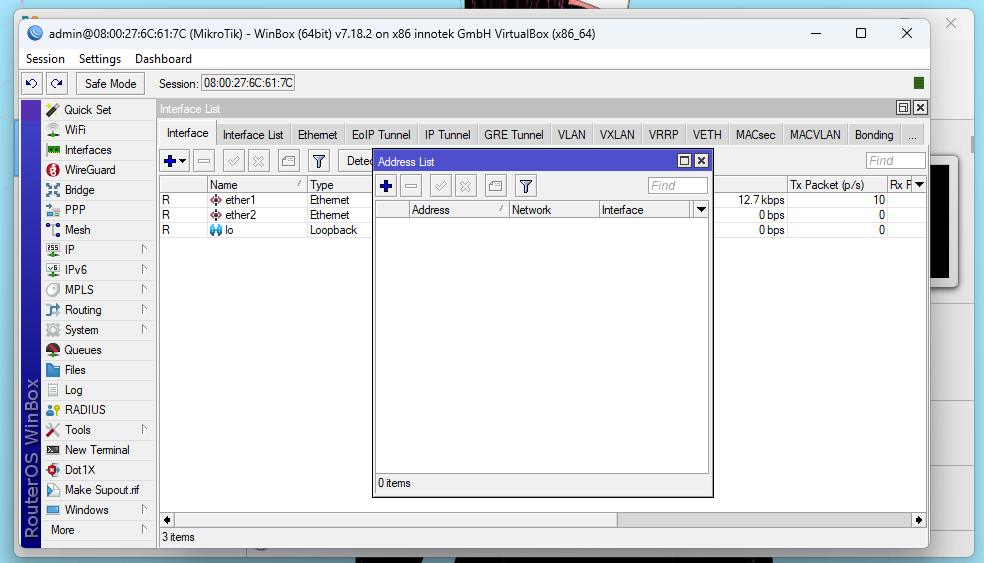 admin@08:00:27:6C:61:7C (MikroTik) - WinBox (64bit) v7.18.2 on x86 innotek GmbH VirtualBox (x86_64)
Session Settings Dashboard
Safe Mode Session: 08:00:27:6C:61:7C
Quick Set
WiFi
Interfaces
WireGuard
Bridge
PPP
Mesh
IP
IPv6
MPLS
Routing
System
Queues
Files
Log
RADIUS
Tools
New Terminal
Dot1X
Make Supout.rif
Windows
More
RouterOS WinBox
Interface List
Interface Interface List Ethernet EoIP Tunnel IP Tunnel GRE Tunnel VLAN VXLAN VRRP VETH MACsec MACVLAN Bonding ...
Detec Find
Name Type Tx Packet (p/s) Rx F
R ether1 Ethernet 12.7 kbps 10
R ether2 Ethernet 0 bps 0
R lo Loopback 0 bps 0
3 items
Address List
Find
Address Network Interface
0 items